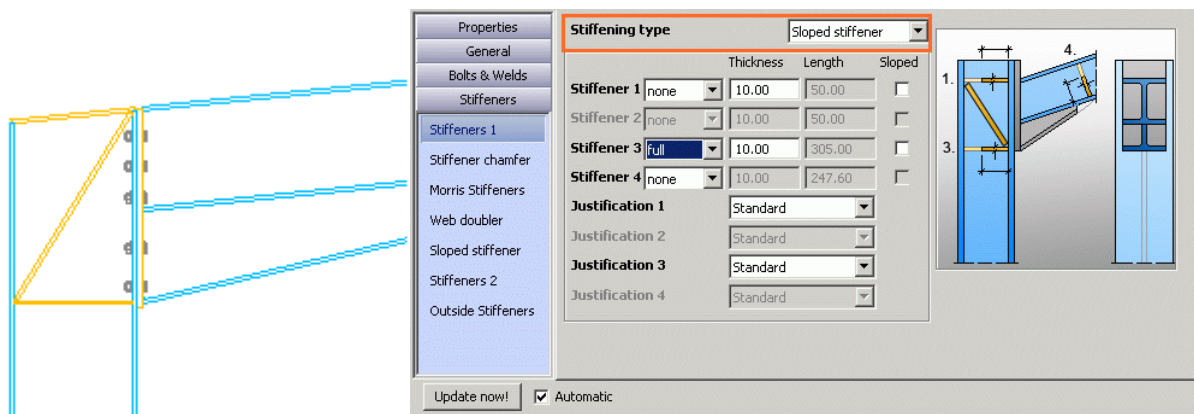 Properties
General
Bolts & Welds
Stiffeners
Stiffeners 1
Stiffener chamfer
Morris Stiffeners
Web doubler
Sloped stiffener
Stiffeners 2
Outside Stiffeners
Stiffening type Sloped stiffener
Thickness Length Sloped
Stiffener 1 none 10.00 50.00
Stiffener 2 none 10.00 50.00
Stiffener 3 full 10.00 305.00
Stiffener 4 none 10.00 247.60
Justification 1 Standard
Justification 2 Standard
Justification 3 Standard
Justification 4 Standard
1.
4.
3.
Update now! Automatic